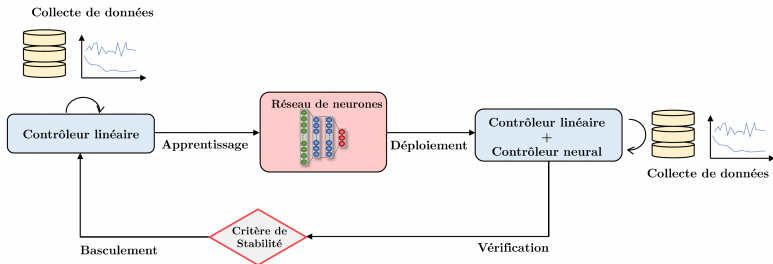 Collecte de données
Contrôleur linéaire
Apprentissage
Réseau de neurones
Déploiement
Contrôleur linéaire
+
Contrôleur neural
Collecte de données
Vérification
Critère de
Stabilité
Basculement